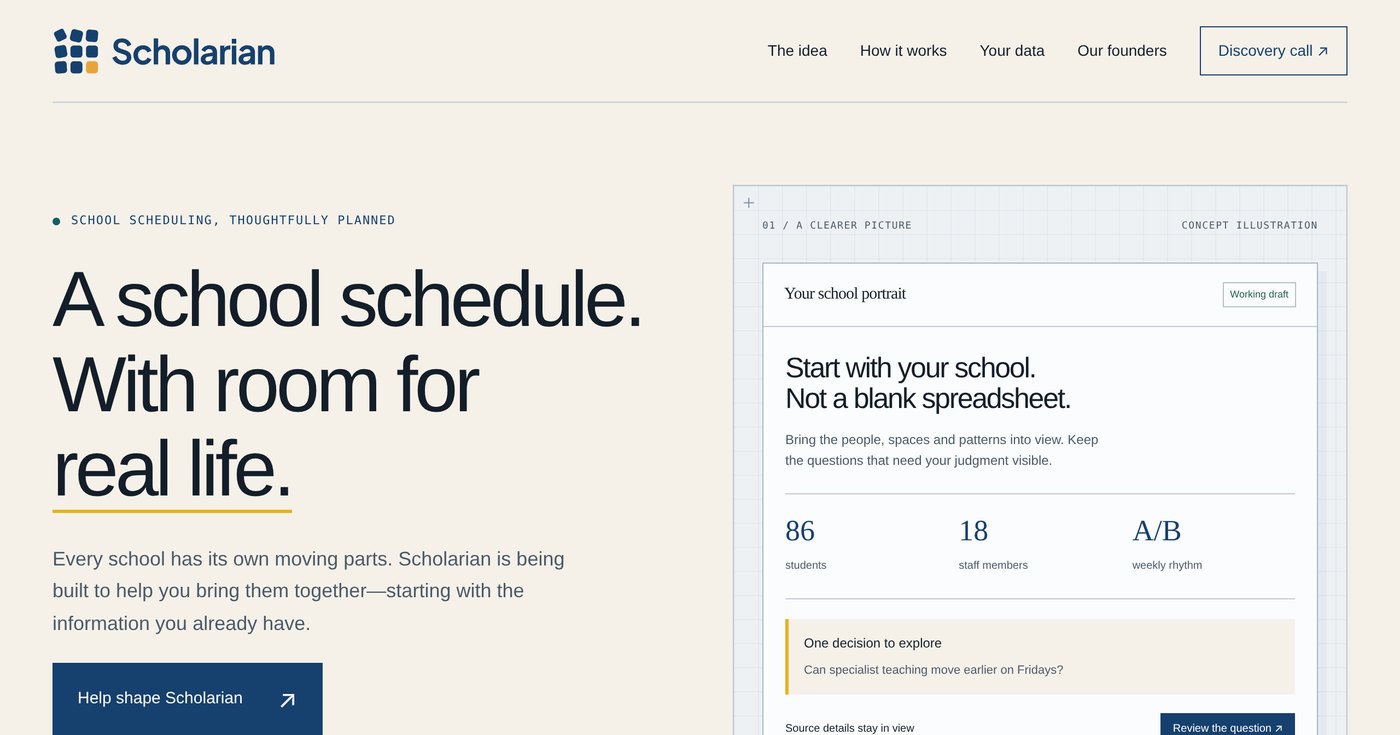 Scholarian
The idea
How it works
Your data
Our founders
Discovery call
SCHOOL SCHEDULING, THOUGHTFULLY PLANNED
A school schedule.
With room for
real life.
Every school has its own moving parts. Scholarian is being
built to help you bring them together—starting with the
information you already have.
Help shape Scholarian
01 / A CLEARER PICTURE
CONCEPT ILLUSTRATION
Your school portrait
Working draft
Start with your school.
Not a blank spreadsheet.
Bring the people, spaces and patterns into view. Keep
the questions that need your judgment visible.
86
students
18
staff members
A/B
weekly rhythm
One decision to explore
Can specialist teaching move earlier on Fridays?
Source details stay in view
Review the question